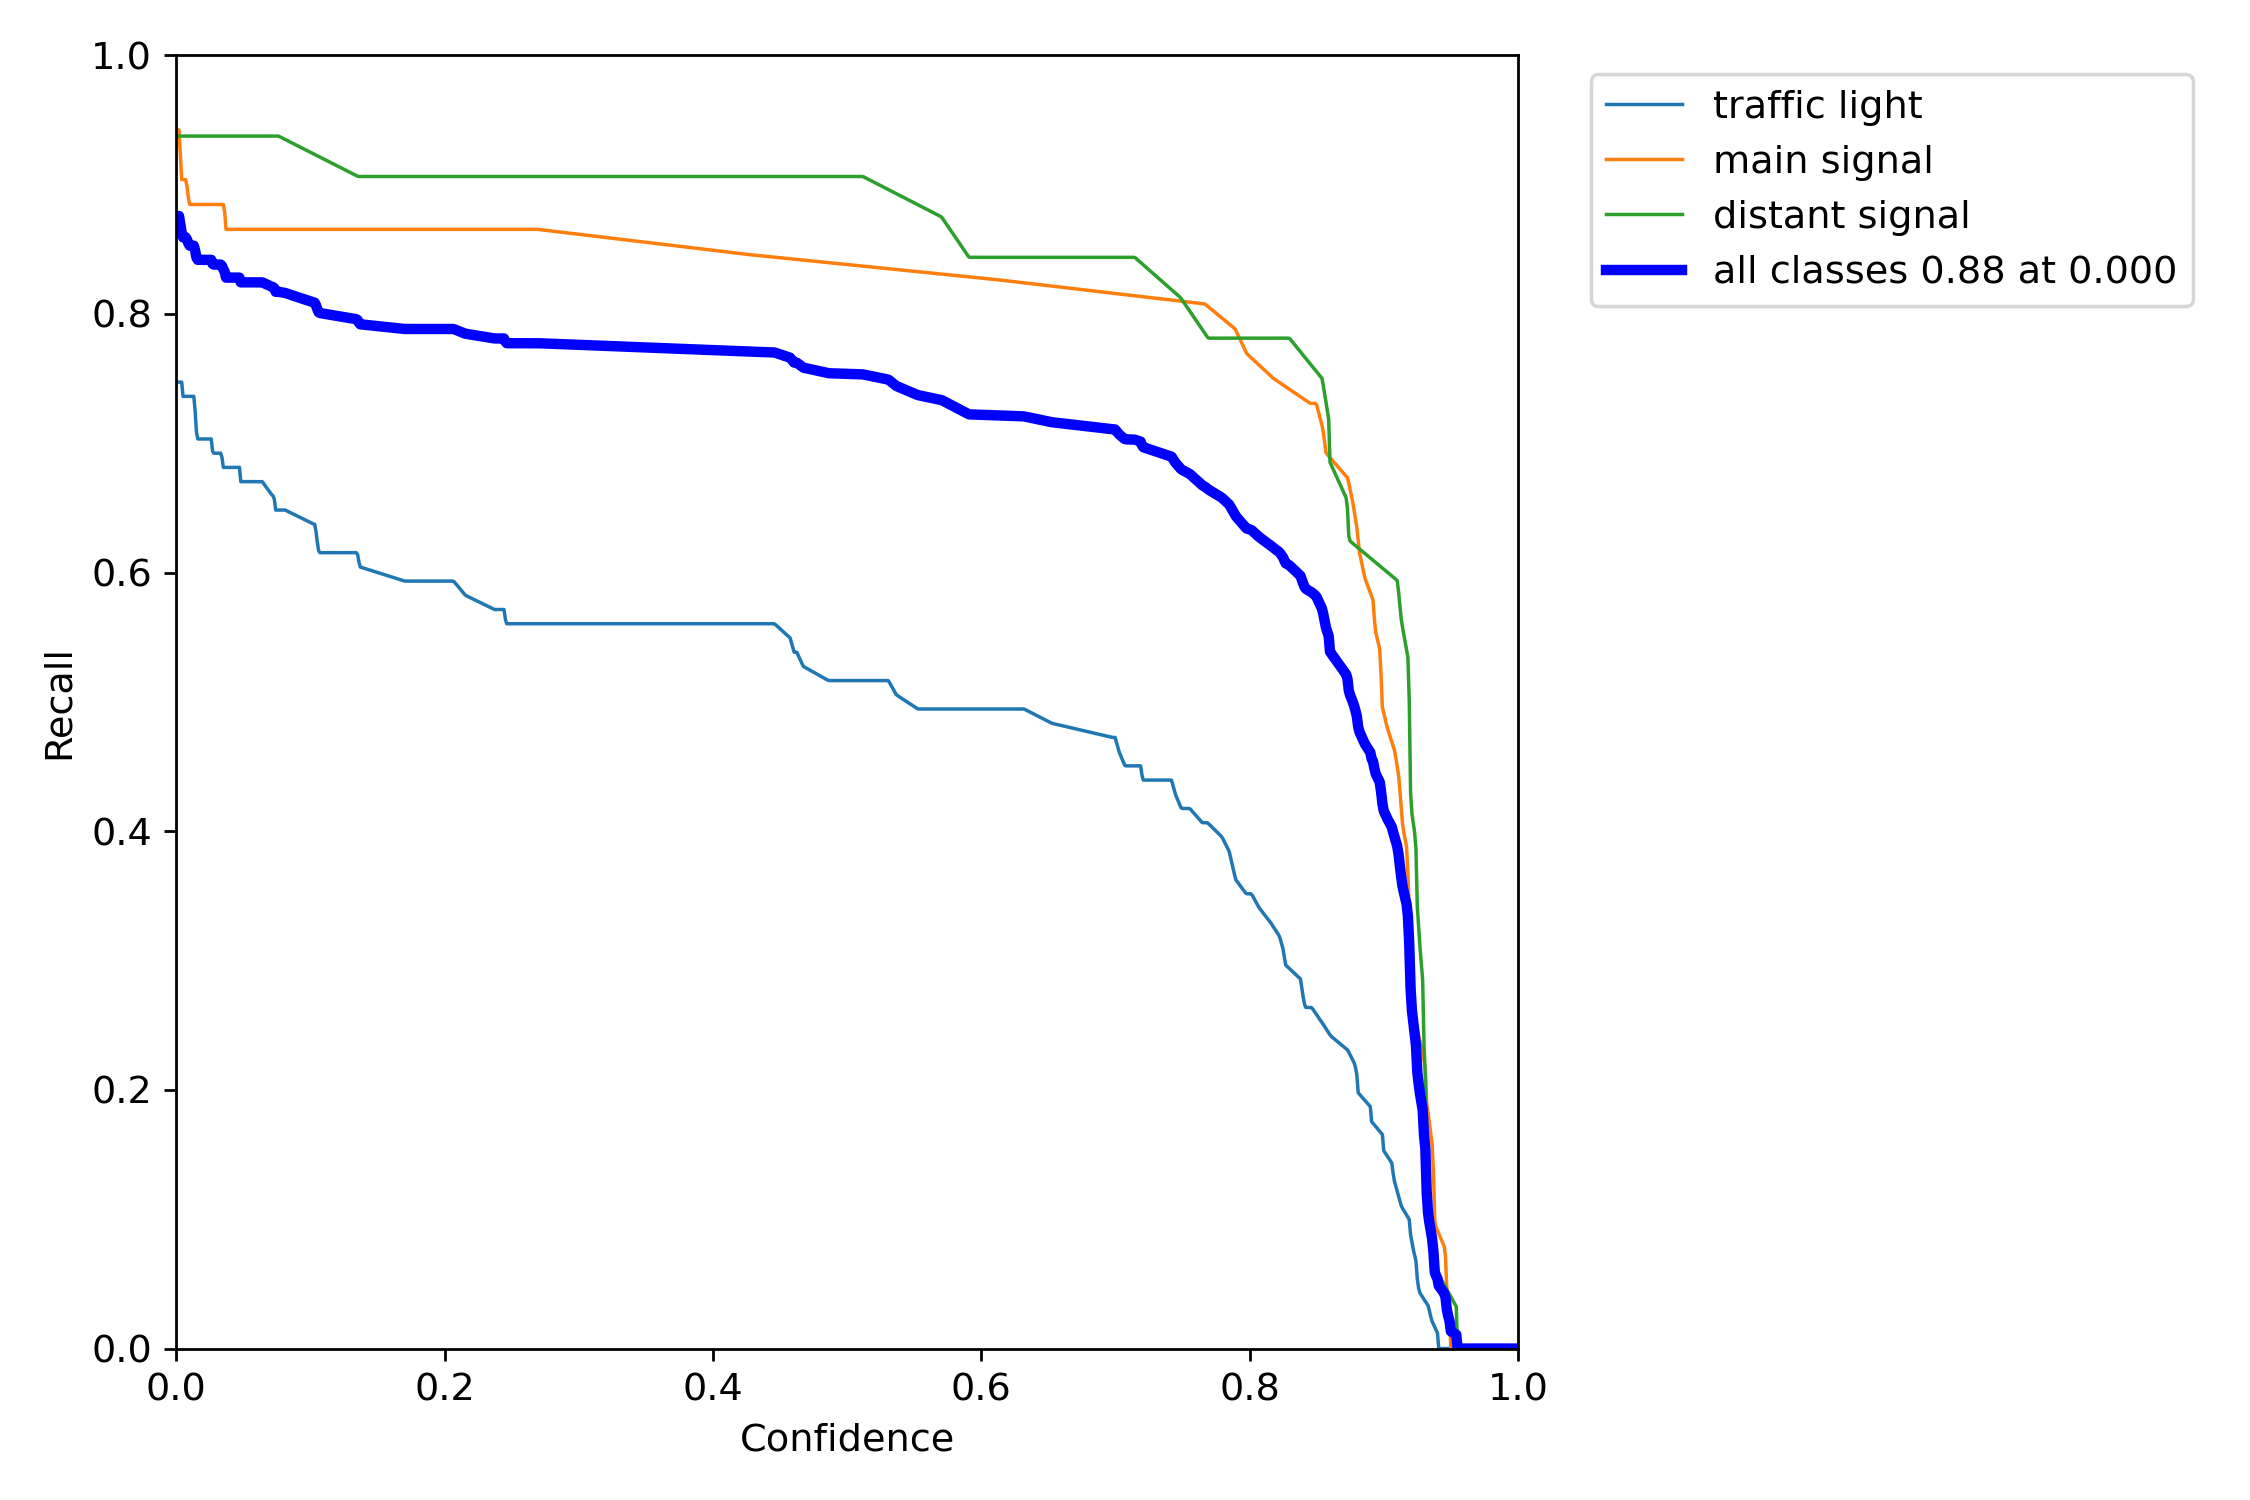 1.0
0.8
0.6
0.4
0.2
0.0
Recall
0.0 0.2 0.4 0.6 0.8 1.0
Confidence
traffic light
main signal
distant signal
all classes 0.88 at 0.000